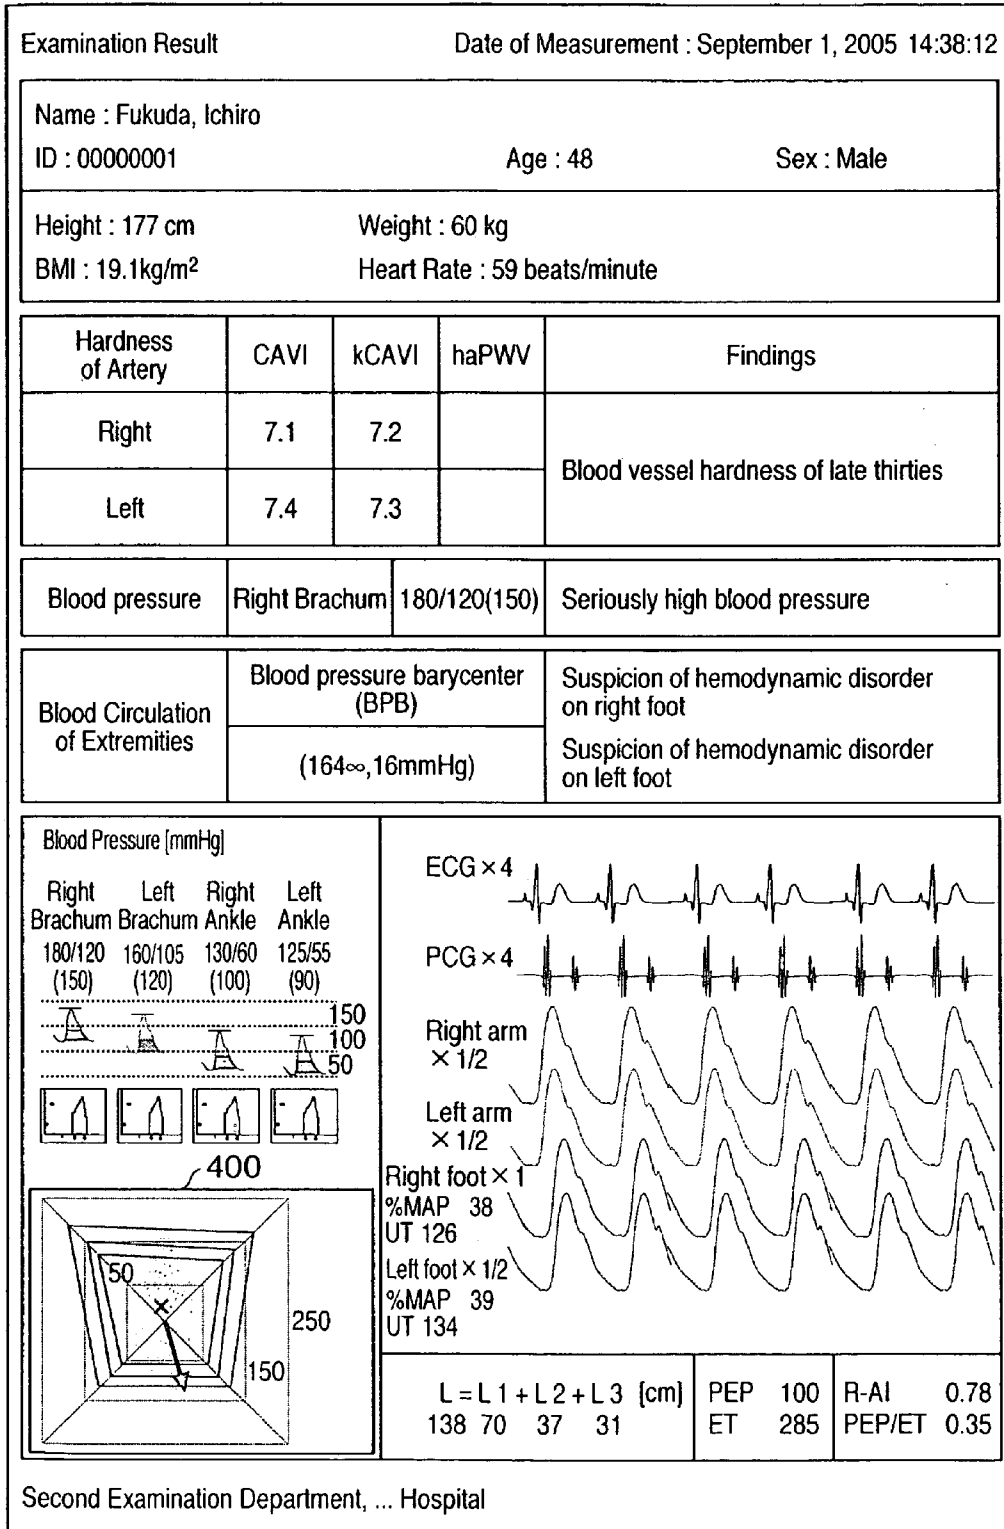 Examination Result Date of Measurement : September 1, 2005 14:38:12
Name : Fukuda, Ichiro
ID : 00000001 Age : 48 Sex : Male
Height : 177 cm Weight : 60 kg
BMI : 19.1kg/m² Heart Rate : 59 beats/minute
Hardness of Artery CAVI kCAVI haPWV Findings
Right 7.1 7.2
Blood vessel hardness of late thirties
Left 7.4 7.3
Blood pressure Right Brachum 180/120(150) Seriously high blood pressure
Blood Circulation of Extremities
Blood pressure barycenter
(BPB)
(164∞,16mmHg)
Suspicion of hemodynamic disorder
on right foot
Suspicion of hemodynamic disorder
on left foot
Blood Pressure [mmHg]
Right Left Right Left
Brachum Brachum Ankle Ankle
180/120 160/105 130/60 125/55
(150) (120) (100) (90)
150
100
50
400
50
250
150
ECG × 4
PCG × 4
Right arm
× 1/2
Left arm
× 1/2
Right foot × 1
%MAP 38
UT 126
Left foot × 1/2
%MAP 39
UT 134
L = L 1 + L 2 + L 3 [cm]
138 70 37 31
PEP 100
ET 285
R-AI 0.78
PEP/ET 0.35
Second Examination Department, ... Hospital